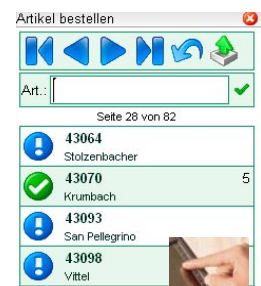 Artikel bestellen
Art.:
Seite 28 von 82
43064
Stolzenbacher
43070 5
Krumbach
43093
San Pellegrino
43098
Vittel